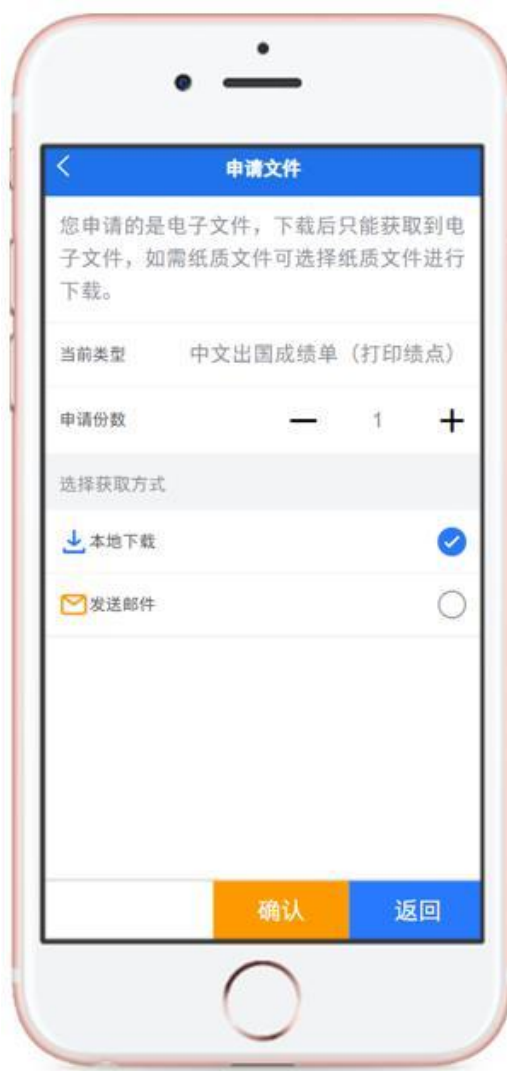 申请文件
您申请的是电子文件，下载后只能获取到电
子文件，如需纸质文件可选择纸质文件进行
下载。
当前类型 中文出国成绩单（打印绩点）
申请份数 1
选择获取方式
本地下载
发送邮件
确认 返回